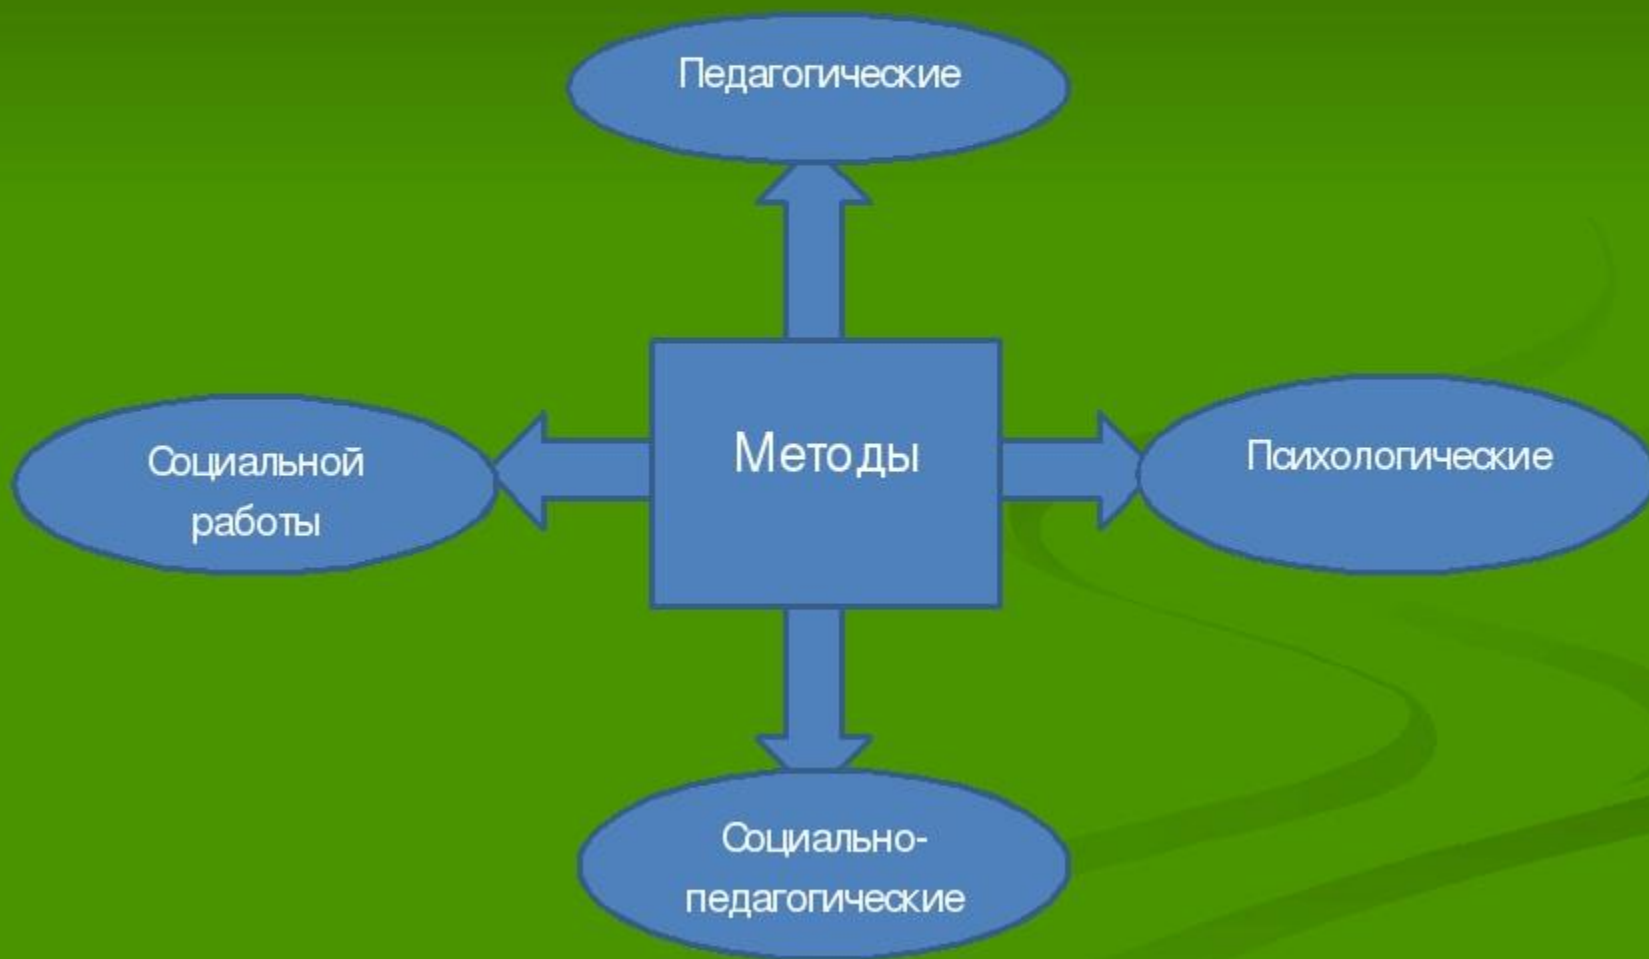 Педагогические
Социальной
работы
Методы
Психологические
Социально-
педагогические